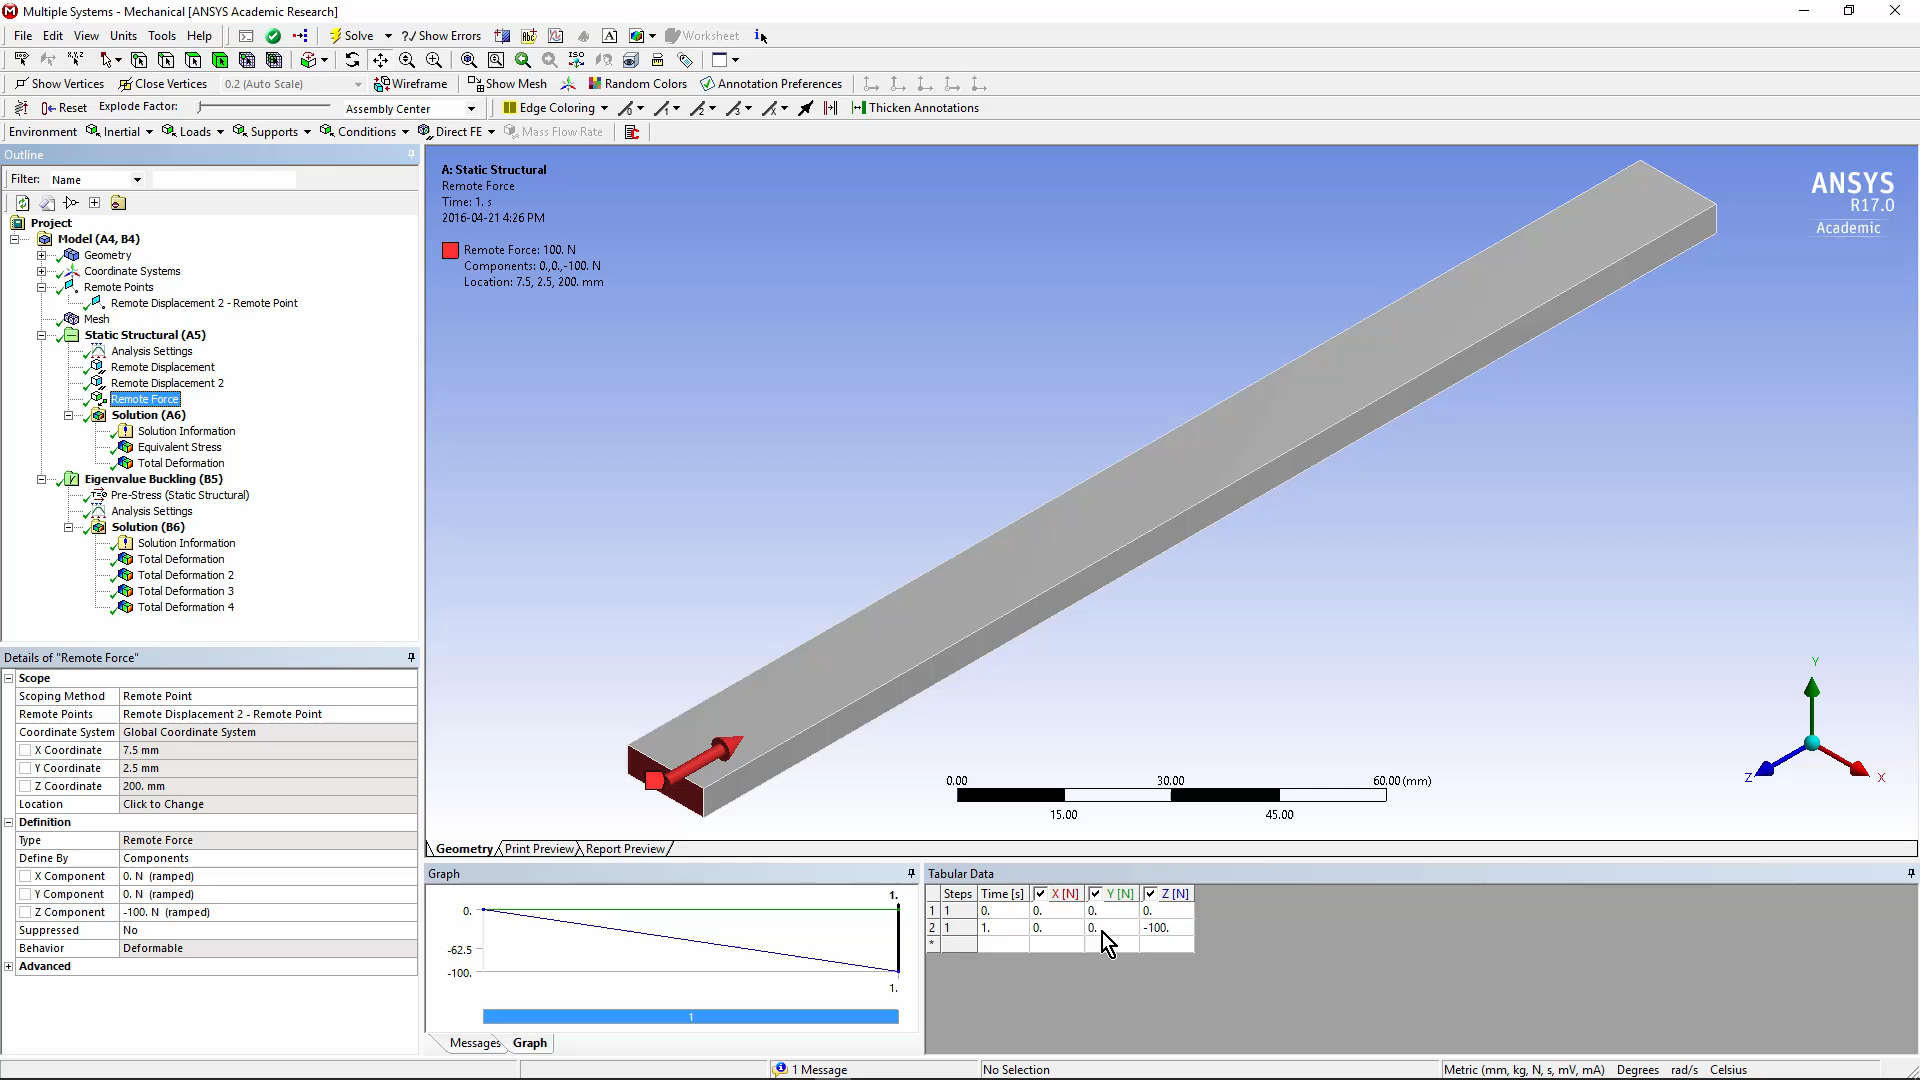 Multiple Systems - Mechanical [ANSYS Academic Research]
File Edit View Units Tools Help Solve ?/ Show Errors Worksheet
Show Vertices Close Vertices 0.2 (Auto Scale) Wireframe Show Mesh Random Colors Annotation Preferences
Reset Explode Factor: Assembly Center Edge Coloring Thicken Annotations
Environment Inertial Loads Supports Conditions Direct FE Mass Flow Rate
Outline
Filter: Name
Project
Model (A4, B4)
Geometry
Coordinate Systems
Remote Points
Remote Displacement 2 - Remote Point
Mesh
Static Structural (A5)
Analysis Settings
Remote Displacement
Remote Displacement 2
Remote Force
Solution (A6)
Solution Information
Equivalent Stress
Total Deformation
Eigenvalue Buckling (B5)
Pre-Stress (Static Structural)
Analysis Settings
Solution (B6)
Solution Information
Total Deformation
Total Deformation 2
Total Deformation 3
Total Deformation 4
Details of "Remote Force"
Scope
Scoping Method Remote Point
Remote Points Remote Displacement 2 - Remote Point
Coordinate System Global Coordinate System
X Coordinate 7.5 mm
Y Coordinate 2.5 mm
Z Coordinate 200. mm
Location Click to Change
Definition
Type Remote Force
Define By Components
X Component 0. N (ramped)
Y Component 0. N (ramped)
Z Component -100. N (ramped)
Suppressed No
Behavior Deformable
Advanced
A: Static Structural
Remote Force
Time: 1. s
2016-04-21 4:26 PM
Remote Force: 100. N
Components: 0.,0.,-100. N
Location: 7.5, 2.5, 200. mm
ANSYS
R17.0
Academic
Y
Z
X
0.00 30.00 60.00 (mm)
15.00 45.00
Geometry Print Preview Report Preview
Graph
1.
0.
-62.5
-100.
1.
1
Messages Graph
Tabular Data
Steps Time [s] X [N] Y [N] Z [N]
1 1 0. 0. 0. 0.
2 1 1. 0. 0. -100.
*
1 Message No Selection Metric (mm, kg, N, s, mV, mA) Degrees rad/s Celsius